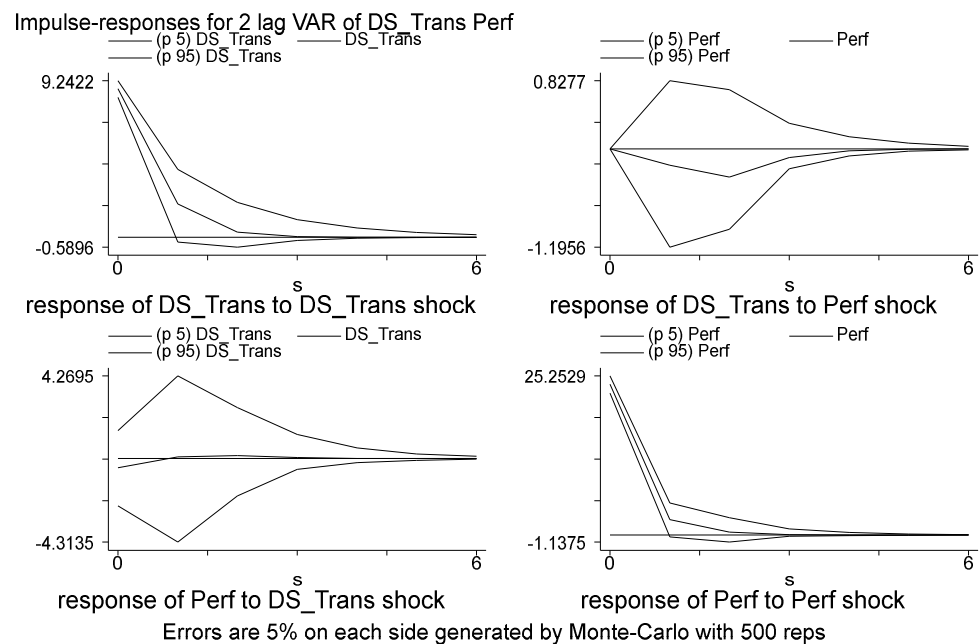 Impulse-responses for 2 lag VAR of DS_Trans Perf
(p 5) DS_Trans DS_Trans
(p 95) DS_Trans
9.2422
-0.5896
0 6
s
response of DS_Trans to DS_Trans shock
(p 5) Perf Perf
(p 95) Perf
0.8277
-1.1956
0 6
s
response of DS_Trans to Perf shock
(p 5) DS_Trans DS_Trans
(p 95) DS_Trans
4.2695
-4.3135
0 6
s
response of Perf to DS_Trans shock
(p 5) Perf Perf
(p 95) Perf
25.2529
-1.1375
0 6
s
response of Perf to Perf shock
Errors are 5% on each side generated by Monte-Carlo with 500 reps